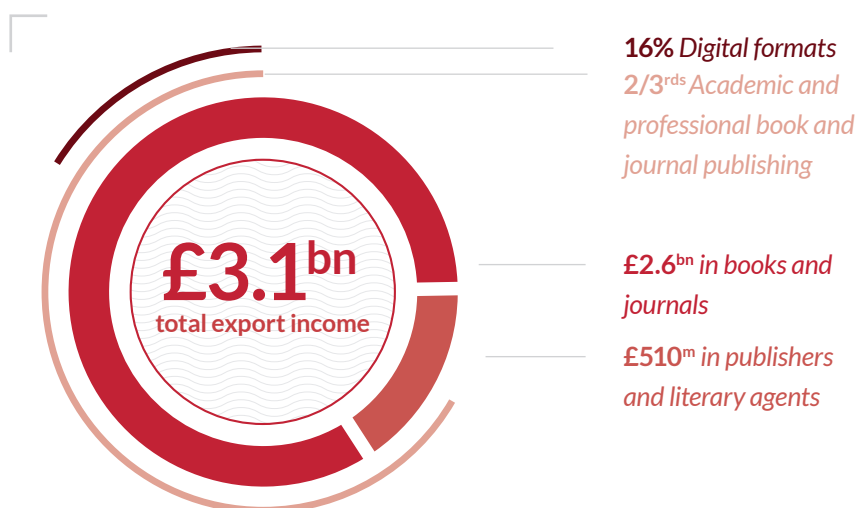 £3.1bn
total export income
16% Digital formats
2/3rds Academic and
professional book and
journal publishing
£2.6bn in books and
journals
£510m in publishers
and literary agents